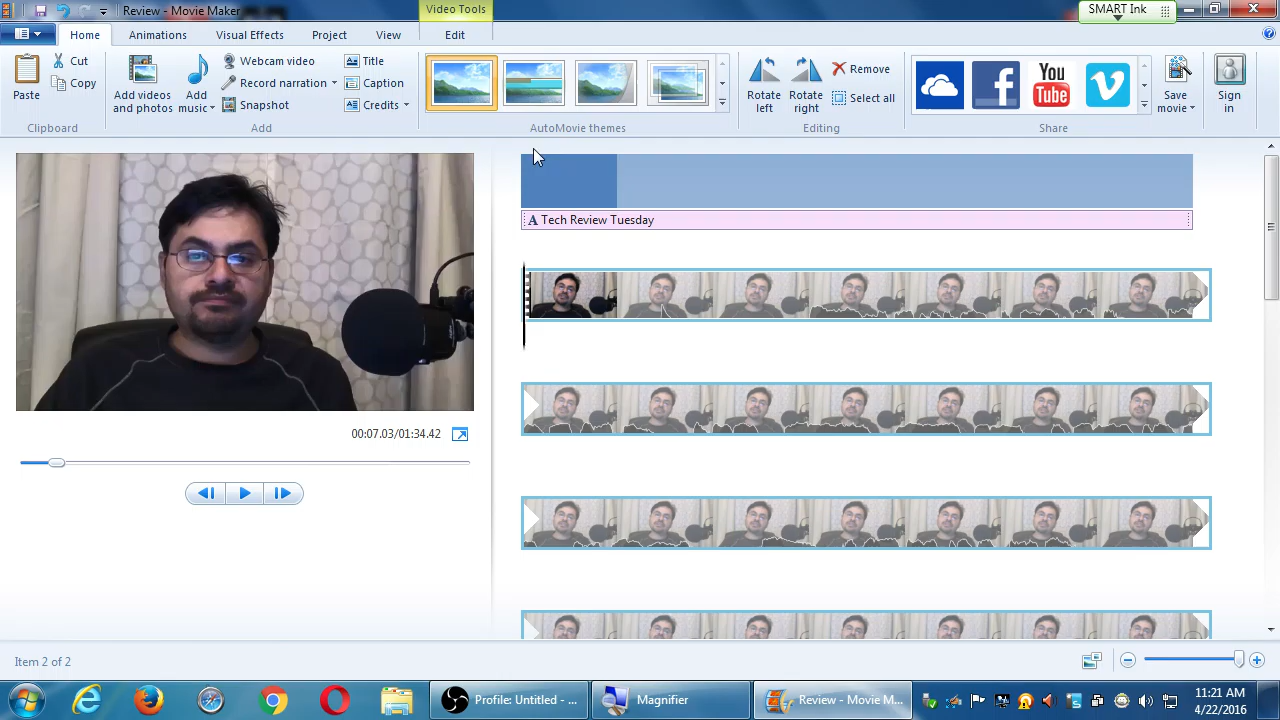 Review - Movie Maker
Video Tools
SMART Ink
Home
Animations
Visual Effects
Project
View
Edit
Paste
Cut
Copy
Clipboard
Add videos
and photos
Add
music
Webcam video
Record narration
Snapshot
Title
Caption
Credits
Add
AutoMovie themes
Rotate
left
Rotate
right
Remove
Select all
Editing
You
Tube
Share
Save
movie
Sign
in
A Tech Review Tuesday
00:07.03/01:34.42
Item 2 of 2
Profile: Untitled - ...
Magnifier
Review - Movie M...
11:21 AM
4/22/2016